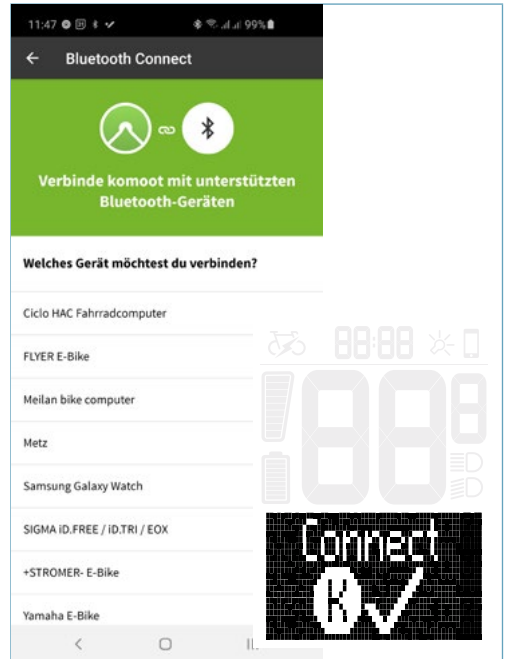 11:47
99%
Bluetooth Connect
Verbinde komoot mit unterstützten
Bluetooth-Geräten
Welches Gerät möchtest du verbinden?
Ciclo HAC Fahrradcomputer
FLYER E-Bike
Meilan bike computer
Metz
Samsung Galaxy Watch
SIGMA iD.FREE / iD.TRI / EOX
+STROMER- E-Bike
Yamaha E-Bike
88:88
188
8
Connect
K